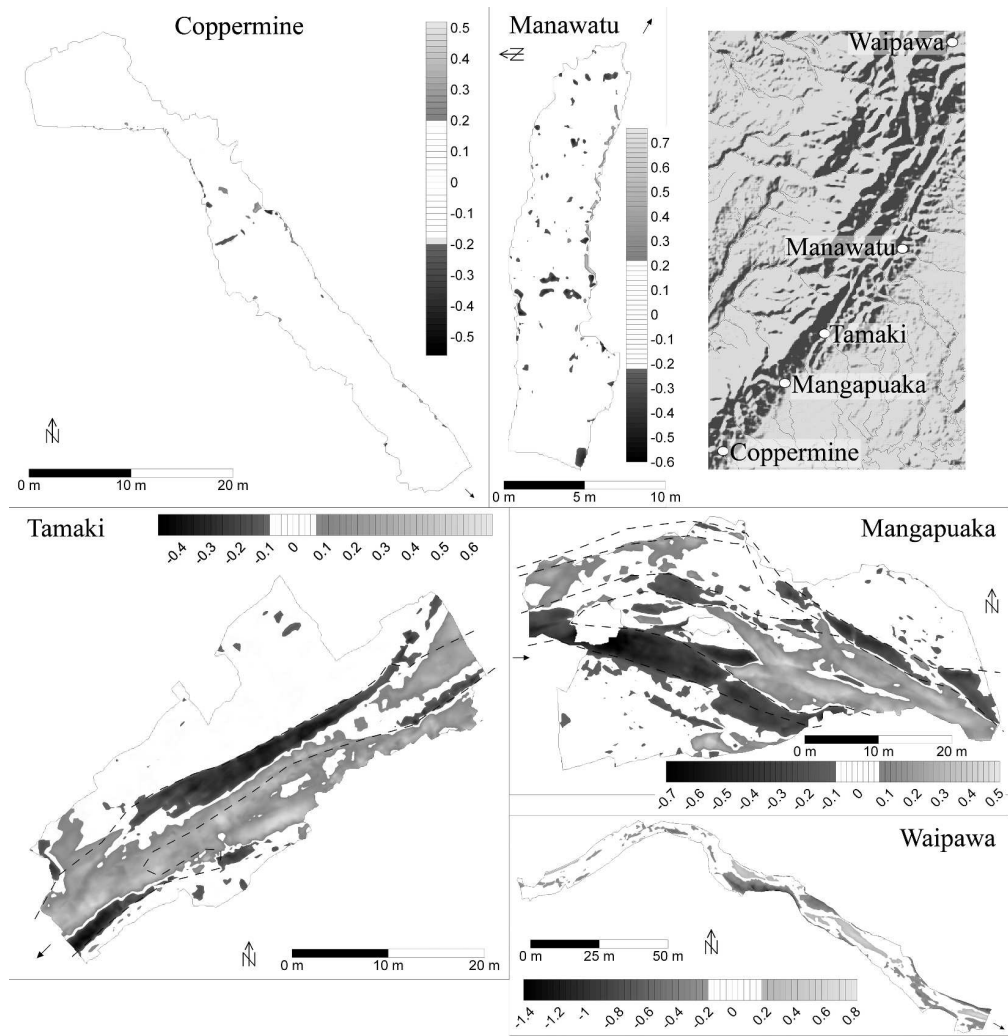 Coppermine
0.5
0.4
0.3
0.2
0.1
0
-0.1
-0.2
-0.3
-0.4
-0.5
N
0 m 10 m 20 m
Manawatu
N
0.7
0.6
0.5
0.4
0.3
0.2
0.1
0
-0.1
-0.2
-0.3
-0.4
-0.5
-0.6
0 m 5 m 10 m
Waipawa
Manawatu
Tamaki
Mangapuaka
Coppermine
Tamaki
-0.4 -0.3 -0.2 -0.1 0 0.1 0.2 0.3 0.4 0.5 0.6
N
0 m 10 m 20 m
Mangapuaka
N
0 m 10 m 20 m
-0.7 -0.6 -0.5 -0.4 -0.3 -0.2 -0.1 0 0.1 0.2 0.3 0.4 0.5
Waipawa
N
0 m 25 m 50 m
-1.4 -1.2 -1 -0.8 -0.6 -0.4 -0.2 0 0.2 0.4 0.6 0.8